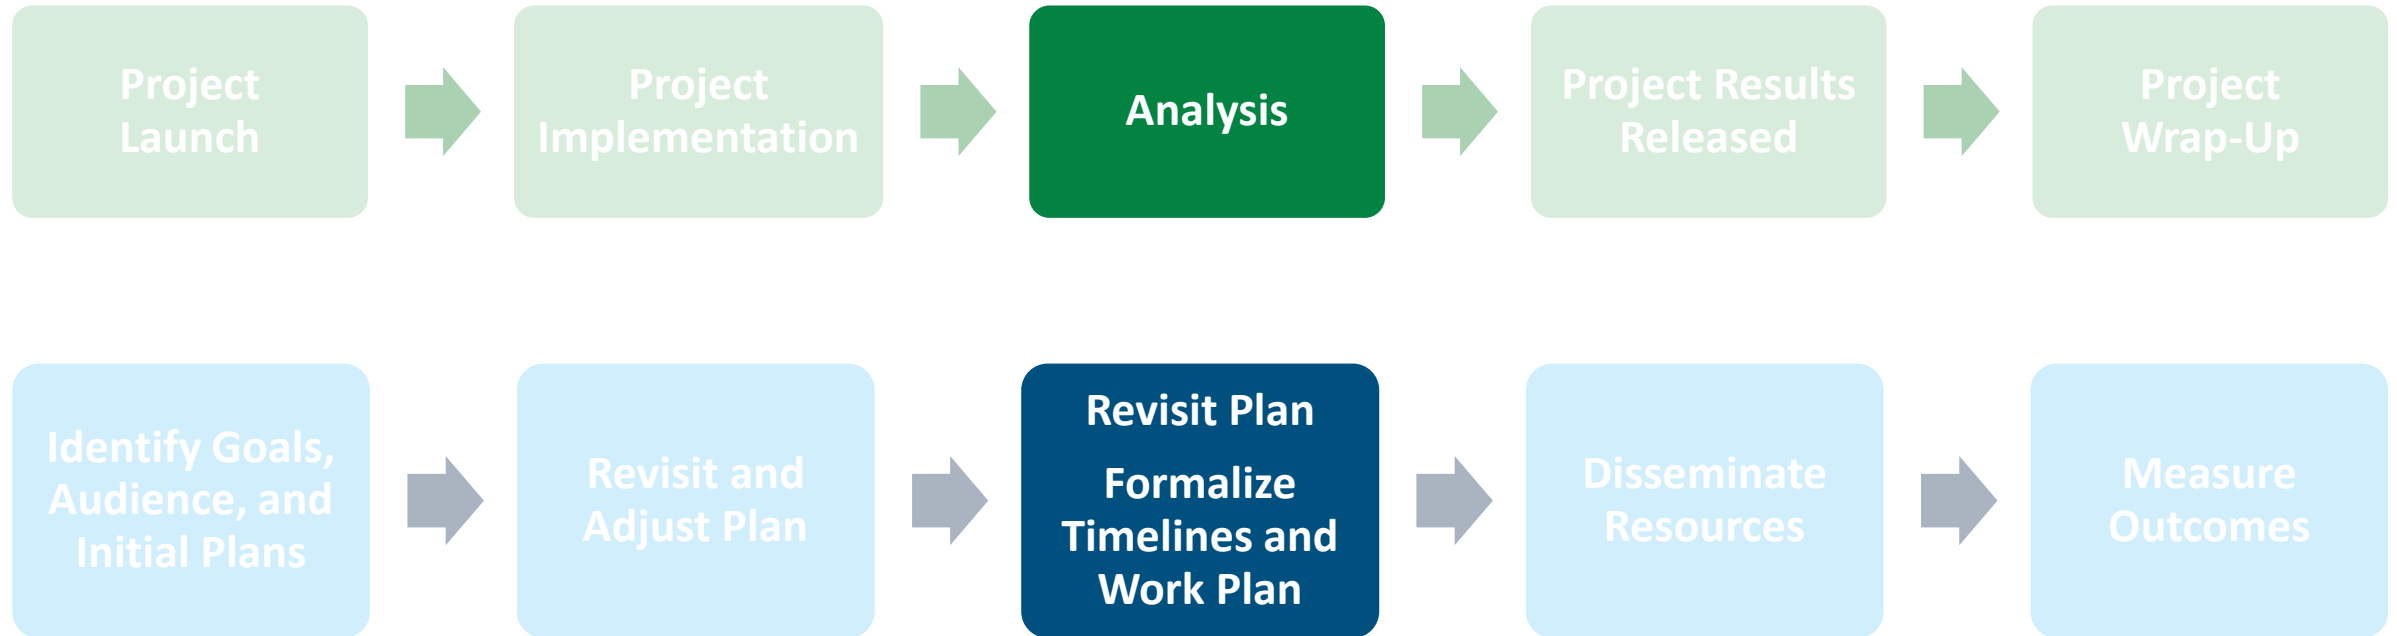 Project
Launch
Project
Implementation
Analysis
Project Results
Released
Project
Wrap-Up
Identify Goals,
Audience, and
Initial Plans
Revisit and
Adjust Plan
Revisit Plan
Formalize
Timelines and
Work Plan
Disseminate
Resources
Measure
Outcomes